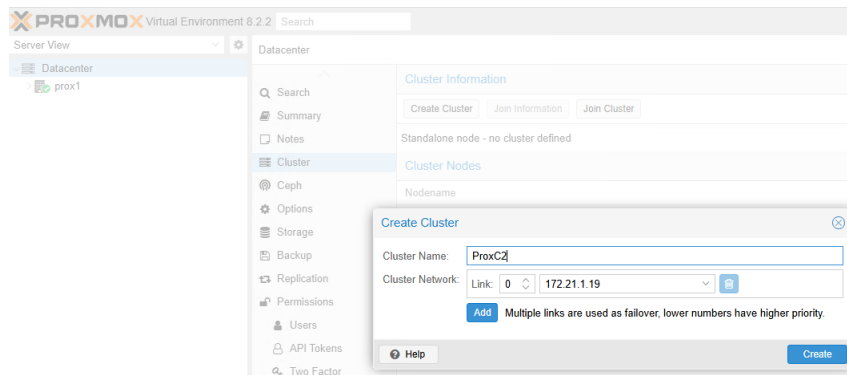 PROXMOX Virtual Environment 8.2.2 Search
Server View
Datacenter
Datacenter
prox1
Search
Summary
Notes
Cluster
Ceph
Options
Storage
Backup
Replication
Permissions
Users
API Tokens
Two Factor
Cluster Information
Create Cluster Join Information Join Cluster
Standalone node - no cluster defined
Cluster Nodes
Nodename
Create Cluster
Cluster Name: ProxC2
Cluster Network: Link: 0 172.21.1.19
Add Multiple links are used as failover, lower numbers have higher priority.
Help Create